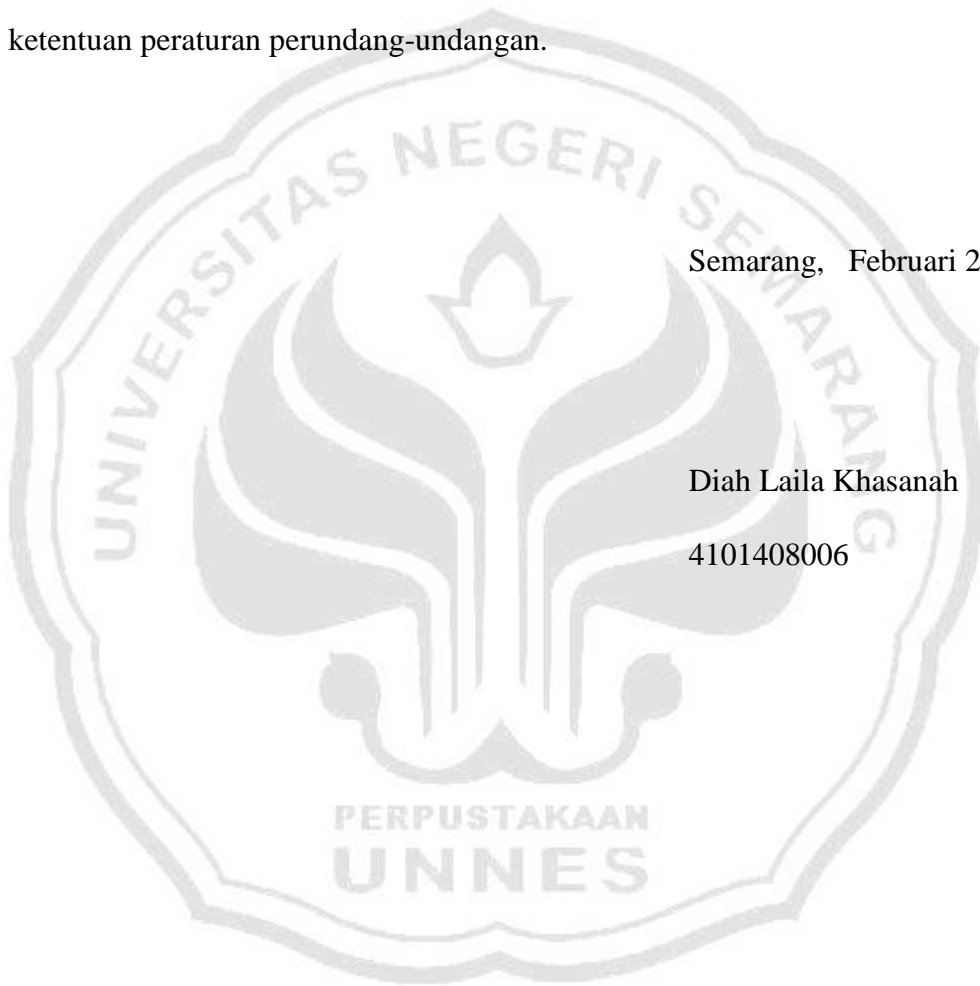 ketentuan peraturan perundang-undangan.
UNIVERSITAS NEGERI SEMARANG
Semarang, Februari 2
Diah Laila Khasanah
4101408006
PERPUSTAKAAN
UNNES